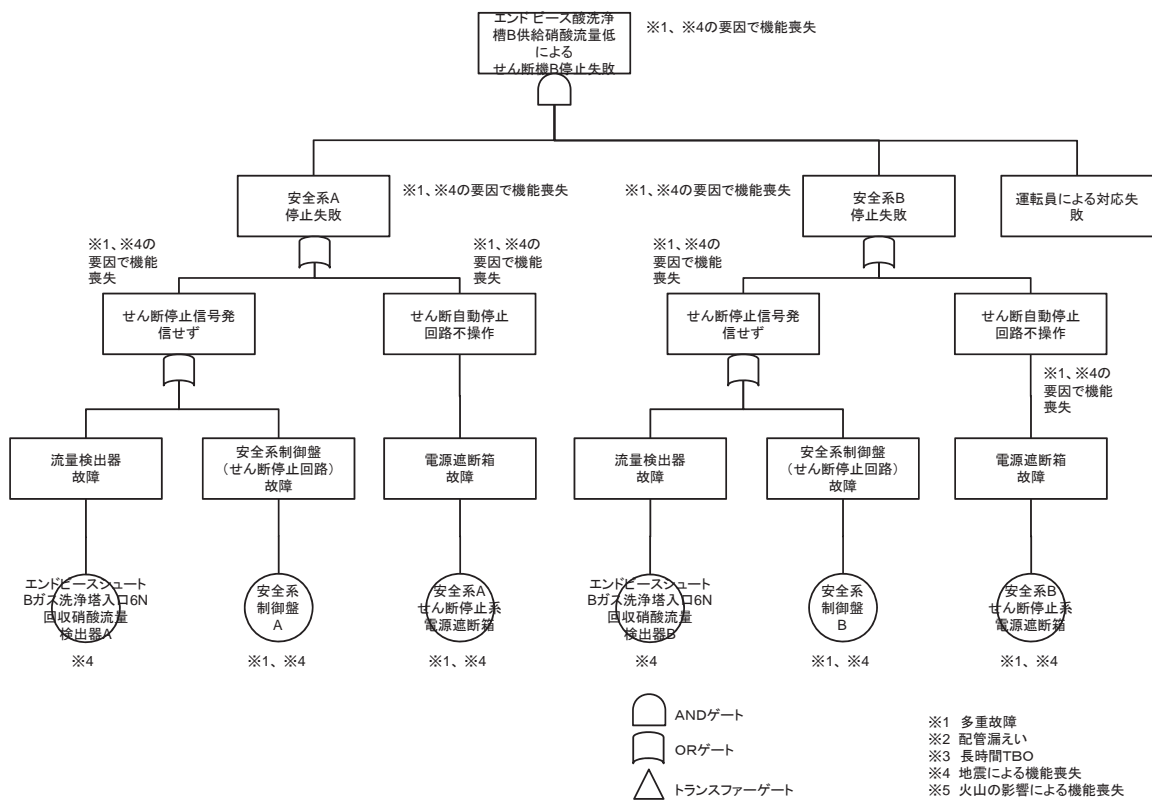 エンドピース酸洗浄
槽B供給硝酸流量低
による
せん断機B停止失敗
※1、※4の要因で機能喪失
安全系A
停止失敗
※1、※4の要因で機能喪失
※1、※4の要因で機能喪失
安全系B
停止失敗
運転員による対応失
敗
※1、※4の
要因で機能
喪失
※1、※4の
要因で機能
喪失
※1、※4の
要因で機能
喪失
せん断停止信号発
信せず
せん断自動停止
回路不操作
せん断停止信号発
信せず
せん断自動停止
回路不操作
※1、※4の
要因で機能
喪失
流量検出器
故障
安全系制御盤
（せん断停止回路）
故障
電源遮断箱
故障
流量検出器
故障
安全系制御盤
（せん断停止回路）
故障
電源遮断箱
故障
エンドピースシュート
Bガス洗浄塔入口6N
回収硝酸流量
検出器A
安全系
制御盤
A
安全系A
せん断停止系
電源遮断箱
エンドピースシュート
Bガス洗浄塔入口6N
回収硝酸流量
検出器B
安全系
制御盤
B
安全系B
せん断停止系
電源遮断箱
※4
※1、※4
※1、※4
※4
※1、※4
※1、※4
ANDゲート
ORゲート
トランスファーゲート
※1 多重故障
※2 配管漏えい
※3 長時間TBO
※4 地震による機能喪失
※5 火山の影響による機能喪失